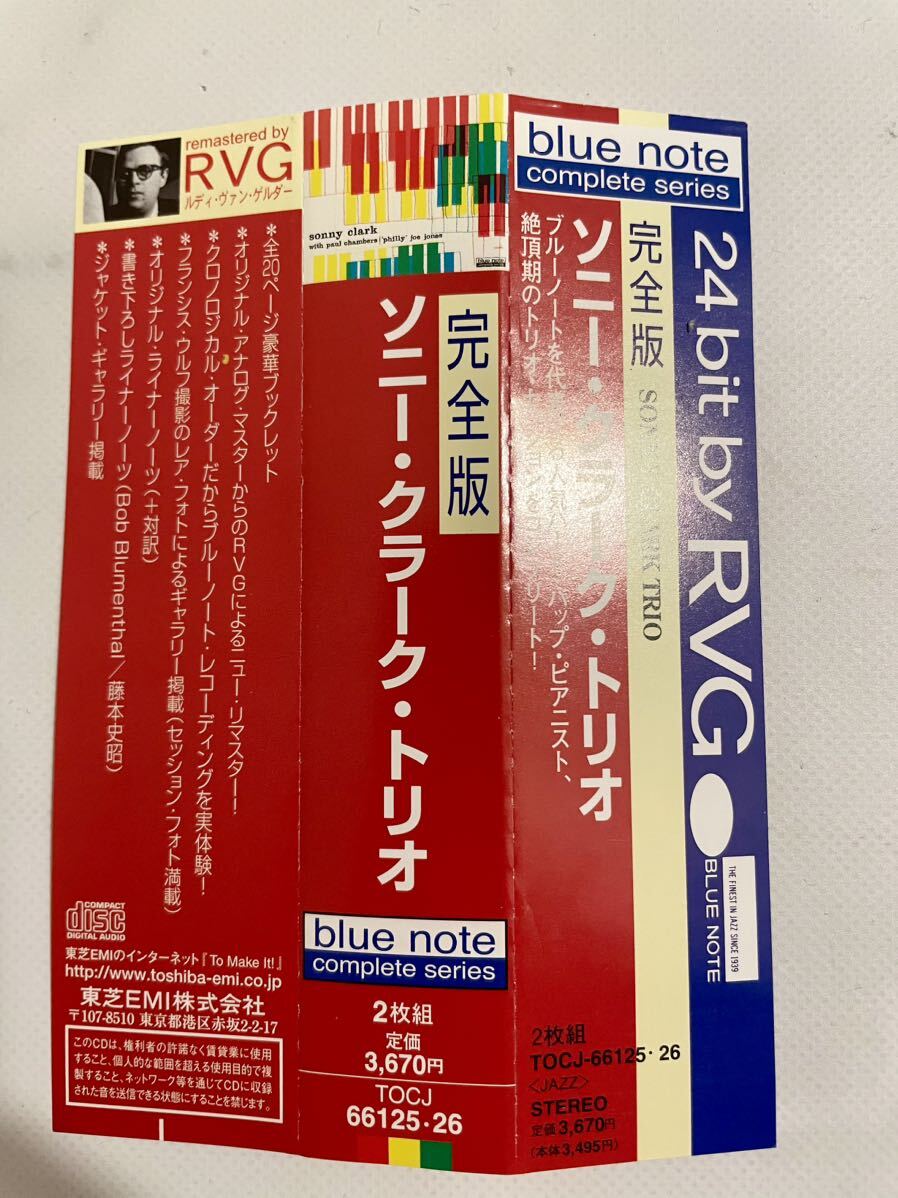 remastered by
RVG
ルディ・ヴァン・ゲルダー
*全20ページ豪華ブックレット
*オリジナル・アナログ・マスターからのRVGによるニュー・リマスター!
*クロノロジカル・オーダーだからブルーノート・レコーディングを実体験!
*フランシス・ウルフ撮影のレア・フォトによるギャラリー掲載(セッション・フォト満載)
*オリジナル・ライナーノーツ(+対訳)
*書き下ろしライナーノーツ(Bob Blumenthal/藤本史昭)
*ジャケット・ギャラリー掲載
COMPACT
disc
DIGITAL AUDIO
東芝EMIのインターネット『To Make It!』
http://www.toshiba-emi.co.jp
東芝EMI株式会社
〒107-8510 東京都港区赤坂2-2-17
このCDは、権利者の許諾なく賃貸業に使用
すること、個人的な範囲を超える使用目的で複
製すること、ネットワーク等を通じてCDに収録
された音を送信できる状態にすることを禁じます。
sonny clark
with paul chambers/'philly' joe jones
blue note
完全版
ソニー・クラーク・トリオ
blue note
complete series
2枚組
定価
3,670円
TOCJ
66125・26
blue note
complete series
24 bit by RVG
BLUE NOTE
THE FINEST IN JAZZ SINCE 1939
完全版
TRIO
ソニー・クラーク・トリオ
ブルーノートを代
人気
バップ・ピアニスト、
絶頂期のトリオ
ート!
2枚組
TOCJ-66125・26
〈JAZZ〉
STEREO
定価3,670円
(本体3,495円)